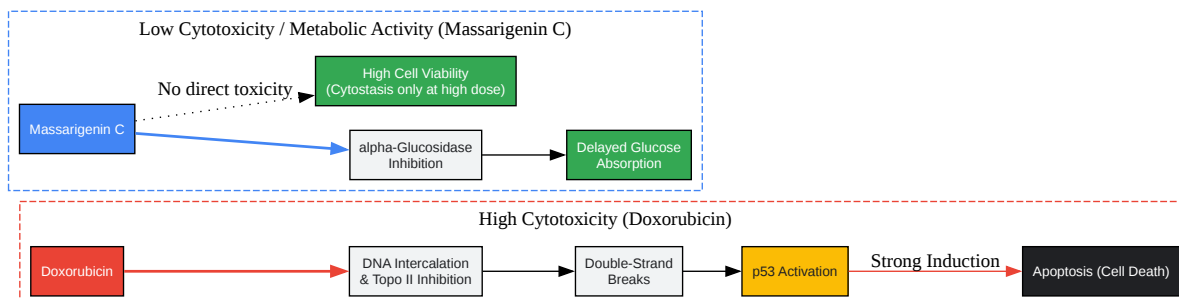 Low Cytotoxicity / Metabolic Activity (Massarigenin C)
No direct toxicity
High Cell Viability
(Cytostasis only at high dose)
Massarigenin C
alpha-Glucosidase
Inhibition
Delayed Glucose
Absorption
High Cytotoxicity (Doxorubicin)
Doxorubicin
DNA Intercalation
& Topo II Inhibition
Double-Strand
Breaks
p53 Activation
Strong Induction
Apoptosis (Cell Death)